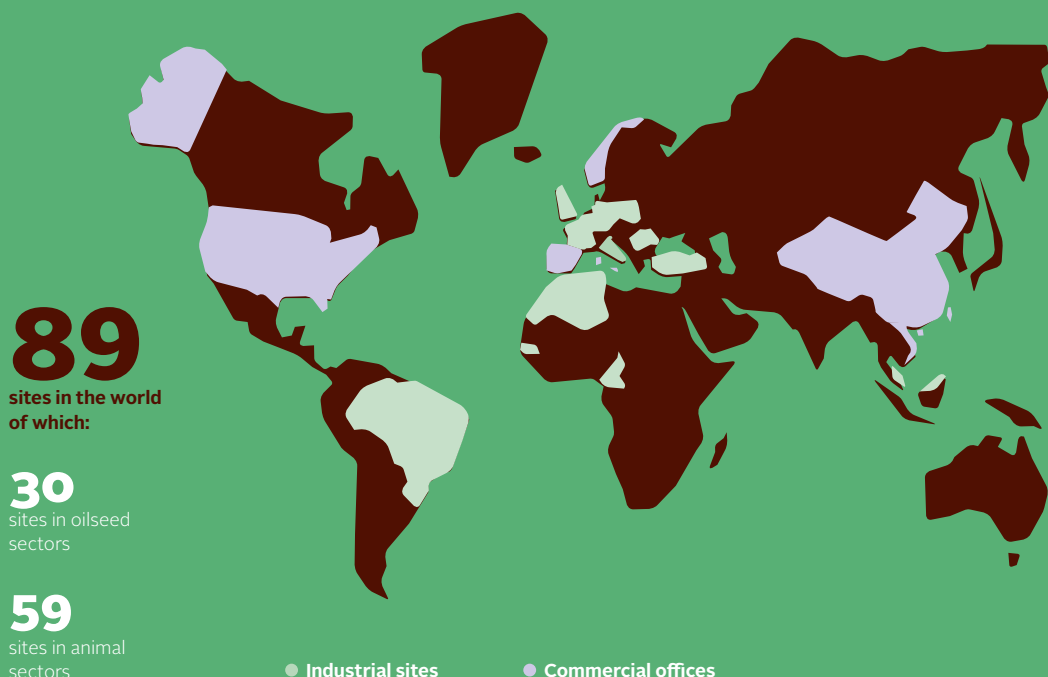 89
sites in the world
of which:
30
sites in oilseed
sectors
59
sites in animal
sectors
Industrial sites
Commercial offices